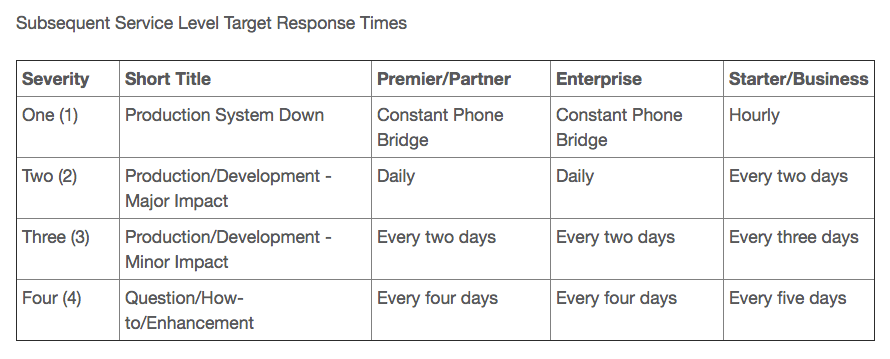 Subsequent Service Level Target Response Times
Severity Short Title Premier/Partner Enterprise Starter/Business
One (1) Production System Down Constant Phone Constant Phone Hourly
Bridge Bridge
Two (2) Production/Development - Daily Daily Every two days
Major Impact
Three (3) Production/Development - Every two days Every two days Every three days
Minor Impact
Four (4) Question/How- Every four days Every four days Every five days
to/Enhancement